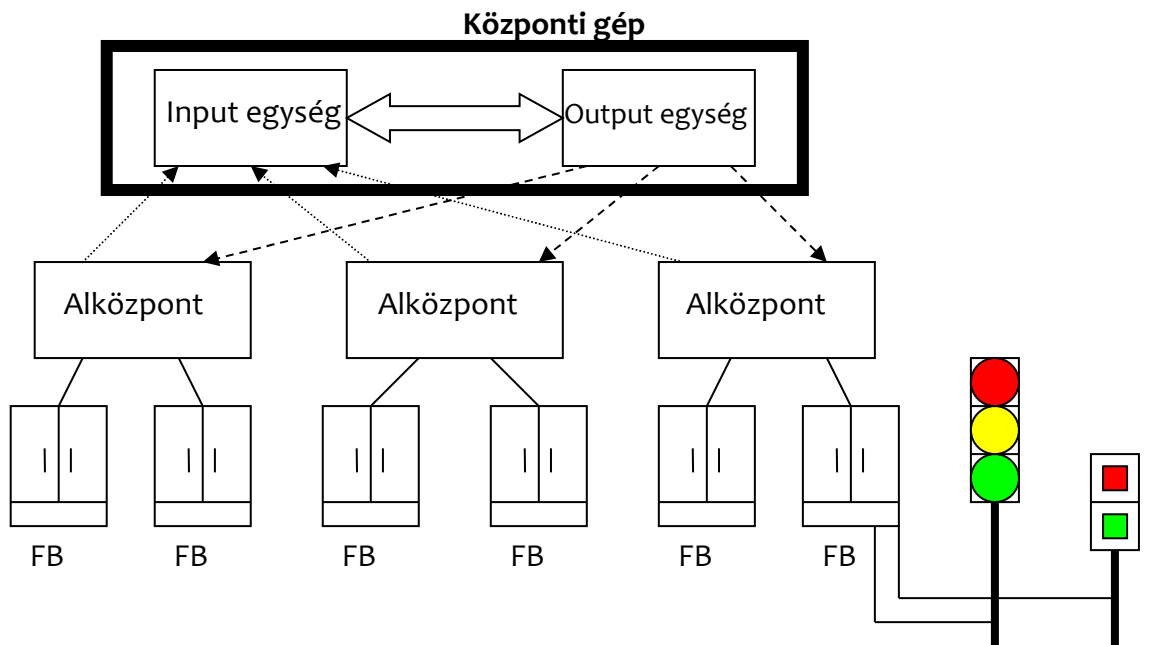 Központi gép
Input egység
Output egység
Alközpont
Alközpont
Alközpont
FB
FB
FB
FB
FB
FB